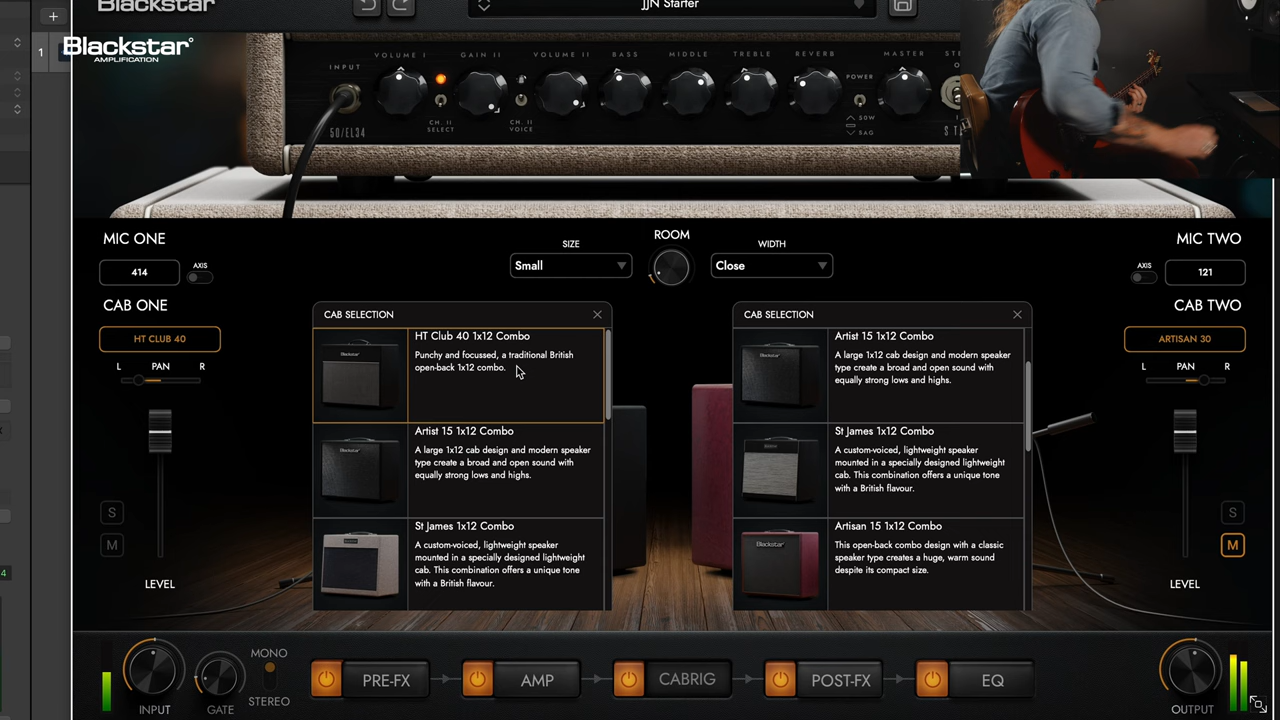 Blackstar
JJN Starter
+
1
Blackstar
AMPLIFICATION
VOLUME I
GAIN II
VOLUME II
BASS
MIDDLE
TREBLE
REVERB
MASTER
INPUT
POWER
CH. II
SELECT
CH. II
VOICE
50W
SAG
50/EL34
MIC ONE
414
AXIS
SIZE
Small
ROOM
WIDTH
Close
MIC TWO
AXIS
121
CAB ONE
HT CLUB 40
L PAN R
CAB TWO
ARTISAN 30
L PAN R
CAB SELECTION
HT Club 40 1x12 Combo
Punchy and focussed, a traditional British
open-back 1x12 combo.
Artist 15 1x12 Combo
A large 1x12 cab design and modern speaker
type create a broad and open sound with
equally strong lows and highs.
St James 1x12 Combo
A custom-voiced, lightweight speaker
mounted in a specially designed lightweight
cab. This combination offers a unique tone
with a British flavour.
CAB SELECTION
Artist 15 1x12 Combo
A large 1x12 cab design and modern speaker
type create a broad and open sound with
equally strong lows and highs.
St James 1x12 Combo
A custom-voiced, lightweight speaker
mounted in a specially designed lightweight
cab. This combination offers a unique tone
with a British flavour.
Artisan 15 1x12 Combo
This open-back combo design with a classic
speaker type creates a huge, warm sound
despite its compact size.
S
M
LEVEL
S
M
LEVEL
4
INPUT
GATE
MONO
STEREO
PRE-FX
AMP
CABRIG
POST-FX
EQ
OUTPUT